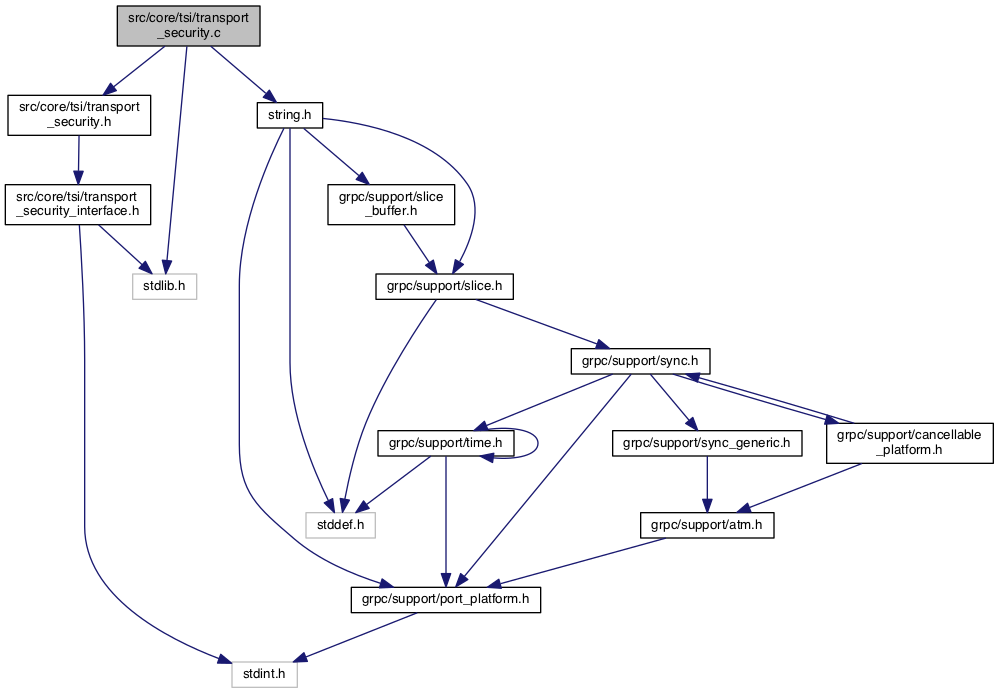 src/core/tsi/transport
_security.c
src/core/tsi/transport
_security.h
string.h
src/core/tsi/transport
_security_interface.h
grpc/support/slice
_buffer.h
stdlib.h
grpc/support/slice.h
grpc/support/sync.h
grpc/support/time.h
grpc/support/sync_generic.h
grpc/support/cancellable
_platform.h
stddef.h
grpc/support/atm.h
grpc/support/port_platform.h
stdint.h